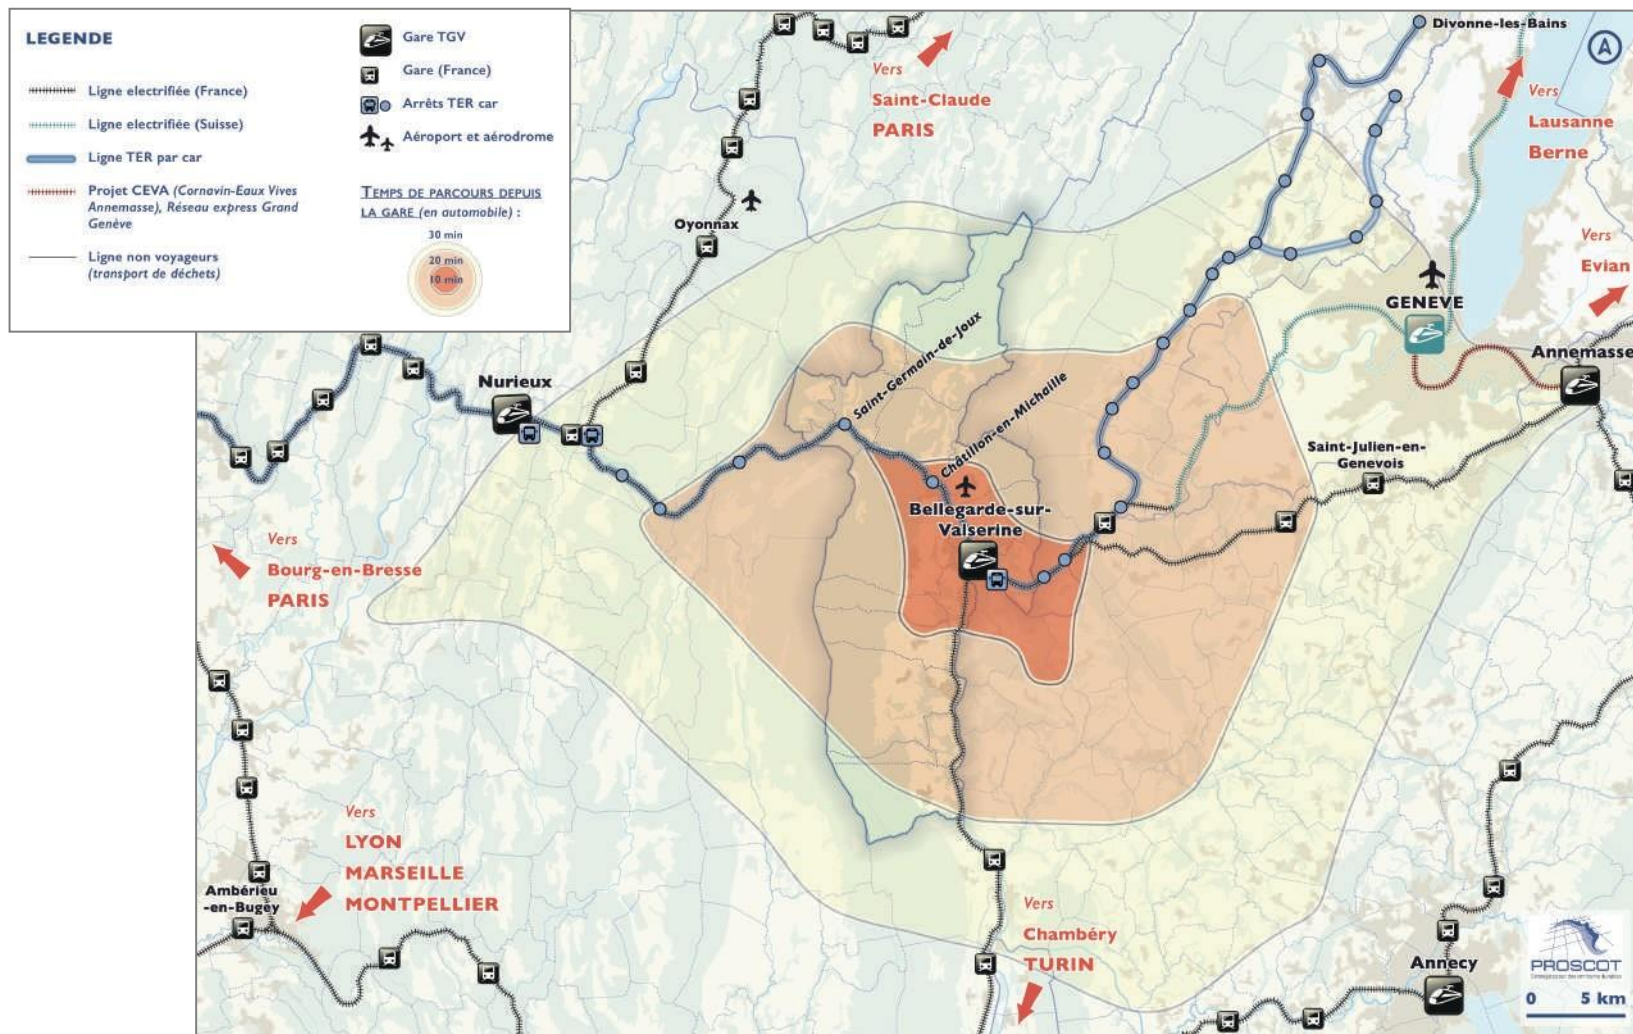 LEGENDE
Ligne electrifiée (France)
Ligne electrifiée (Suisse)
Ligne TER par car
Projet CEVA (Cornavin-Eaux Vives
Annemasse), Réseau express Grand
Genève
Ligne non voyageurs
(transport de déchets)
Gare TGV
Gare (France)
Arrêts TER car
Aéroport et aérodrome
TEMPS DE PARCOURS DEPUIS
LA GARE (en automobile) :
30 min
20 min
10 min
Divonne-les-Bains
A
Vers
Saint-Claude
PARIS
Vers
Lausanne
Berne
Oyonnax
Vers
Evian
GENEVE
Annemasse
Nurieux
Saint-Germain-de-Joux
Châtillon-en-Michaille
Saint-Julien-en-
Genevois
Bellegarde-sur-
Valserine
Vers
Bourg-en-Bresse
PARIS
Vers
LYON
MARSEILLE
MONTPELLIER
Ambérieu
-en-Bugey
Vers
Chambéry
TURIN
Annecy
PROSCOT
0 5 km